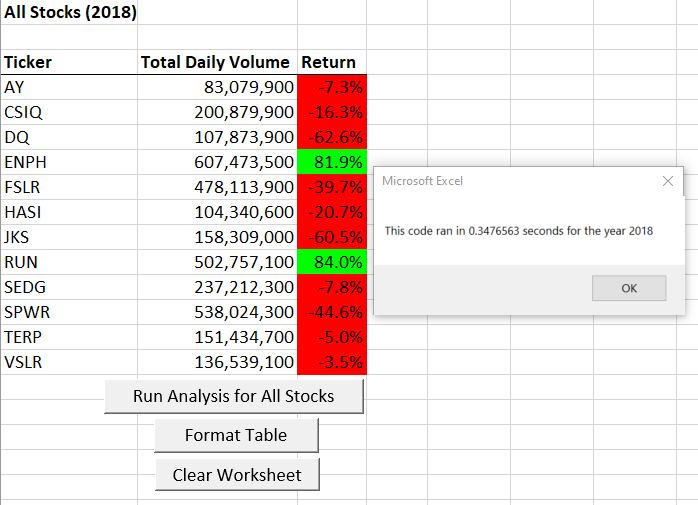 All Stocks (2018)
Ticker Total Daily Volume Return
AY 83,079,900 -7.3%
CSIQ 200,879,900 -16.3%
DQ 107,873,900 -62.6%
ENPH 607,473,500 81.9%
FSLR 478,113,900 -39.7%
HASI 104,340,600 -20.7%
JKS 158,309,000 -60.5%
RUN 502,757,100 84.0%
SEDG 237,212,300 -7.8%
SPWR 538,024,300 -44.6%
TERP 151,434,700 -5.0%
VSLR 136,539,100 -3.5%
Run Analysis for All Stocks
Format Table
Clear Worksheet
Microsoft Excel
This code ran in 0.3476563 seconds for the year 2018
OK